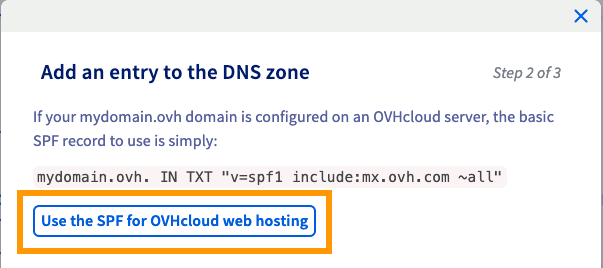 Add an entry to the DNS zone
Step 2 of 3
If your mydomain.ovh domain is configured on an OVHcloud server, the basic
SPF record to use is simply:
mydomain.ovh. IN TXT "v=spf1 include:mx.ovh.com ~all"
Use the SPF for OVHcloud web hosting